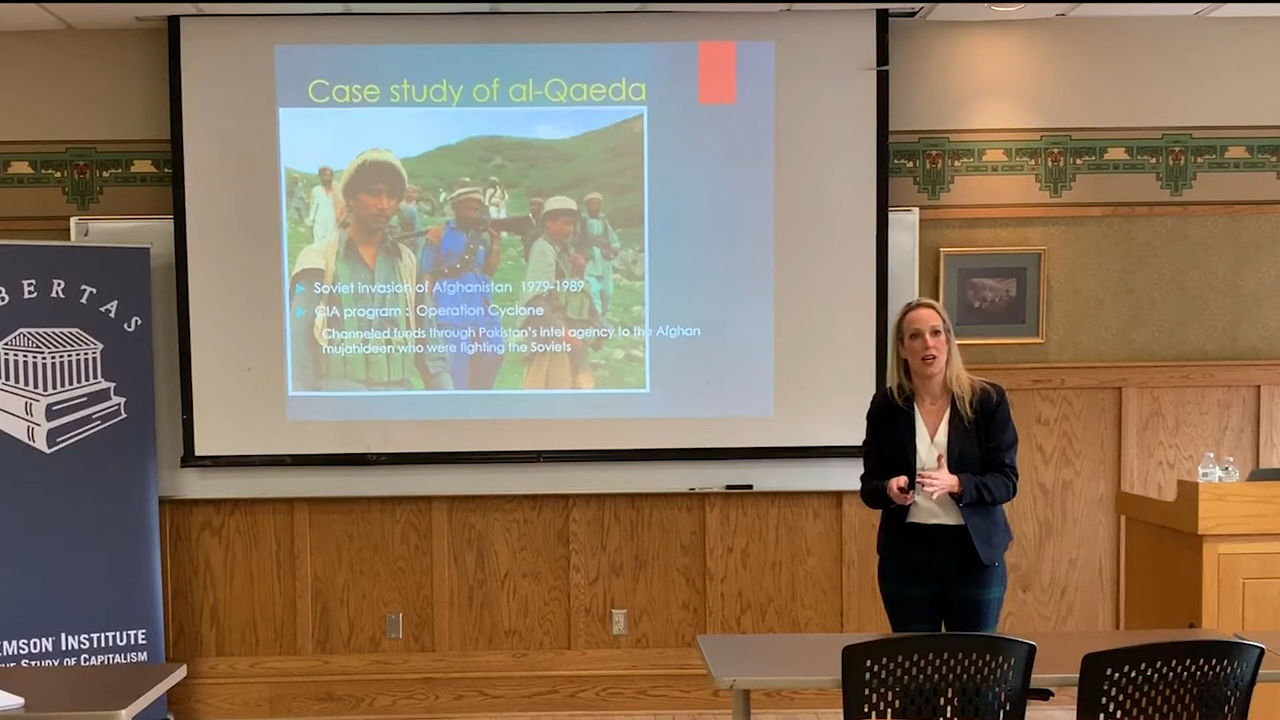 Case study of al-Qaeda
Soviet invasion of Afghanistan 1979-1989
CIA program : Operation Cyclone
Channeled funds through Pakistan's intel agency to the Afghan
mujahideen who were fighting the Soviets
BERTAS
EMSON INSTITUTE
STUDY OF CAPITALISM